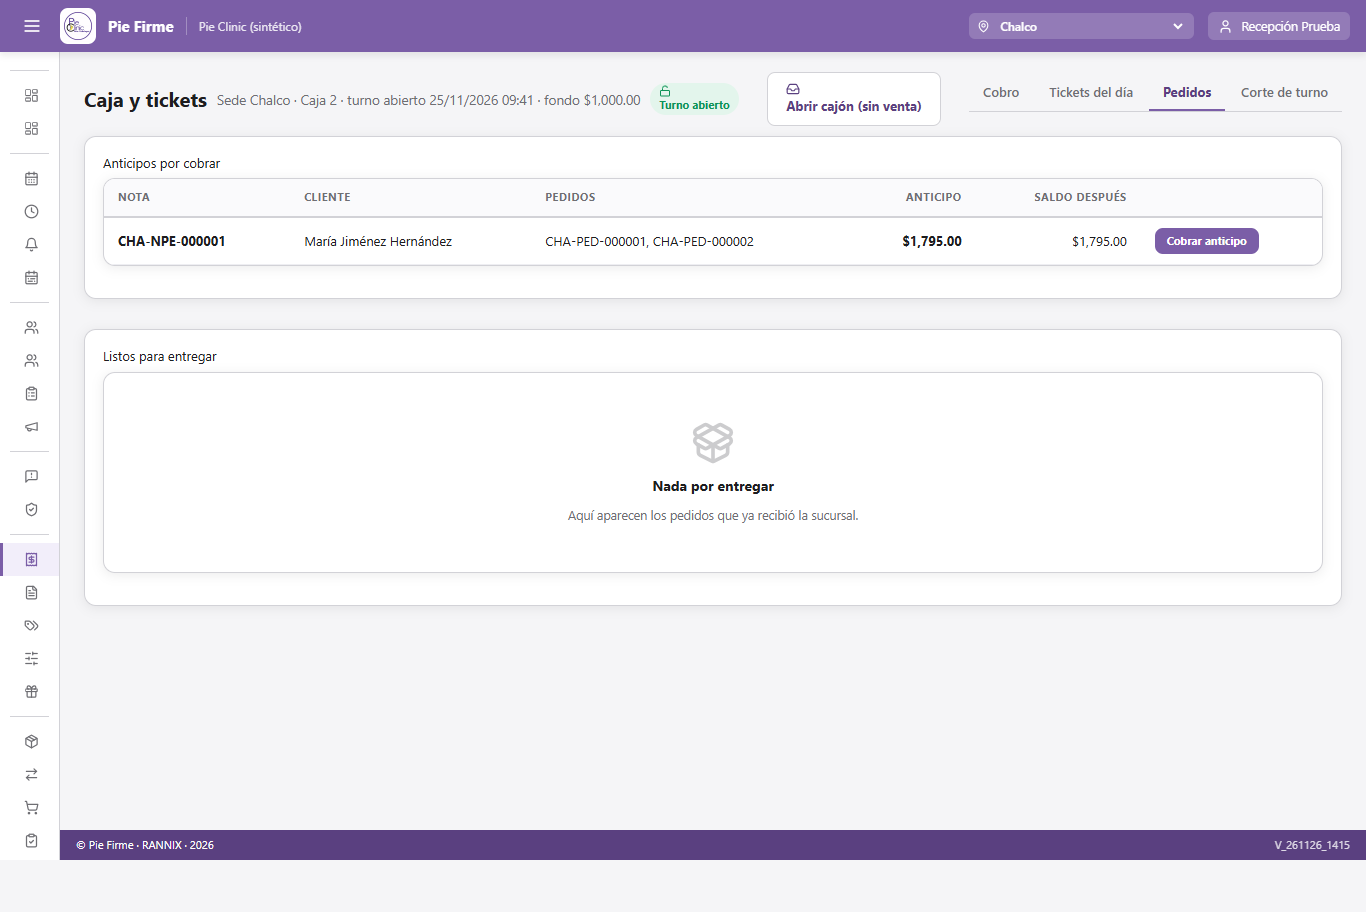 Pie Firme
Pie Clinic (sintético)
Chalco
Recepción Prueba
Caja y tickets
Sede Chalco · Caja 2 · turno abierto 25/11/2026 09:41 · fondo $1,000.00
Turno abierto
Abrir cajón (sin venta)
Cobro
Tickets del día
Pedidos
Corte de turno
Anticipos por cobrar
NOTA CLIENTE PEDIDOS ANTICIPO SALDO DESPUÉS
CHA-NPE-000001 María Jiménez Hernández CHA-PED-000001, CHA-PED-000002 $1,795.00 $1,795.00 Cobrar anticipo
Listos para entregar
Nada por entregar
Aquí aparecen los pedidos que ya recibió la sucursal.
© Pie Firme · RANNIX · 2026
V_261126_1415